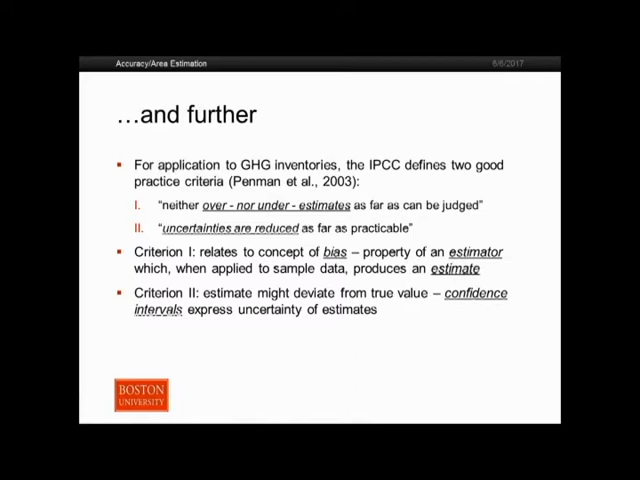 Accuracy/Area Estimation 6/6/2017
…and further
▪ For application to GHG inventories, the IPCC defines two good
practice criteria (Penman et al., 2003):
I. “neither over - nor under - estimates as far as can be judged”
II. “uncertainties are reduced as far as practicable”
▪ Criterion I: relates to concept of bias – property of an estimator
which, when applied to sample data, produces an estimate
▪ Criterion II: estimate might deviate from true value – confidence
intervals express uncertainty of estimates
BOSTON
UNIVERSITY